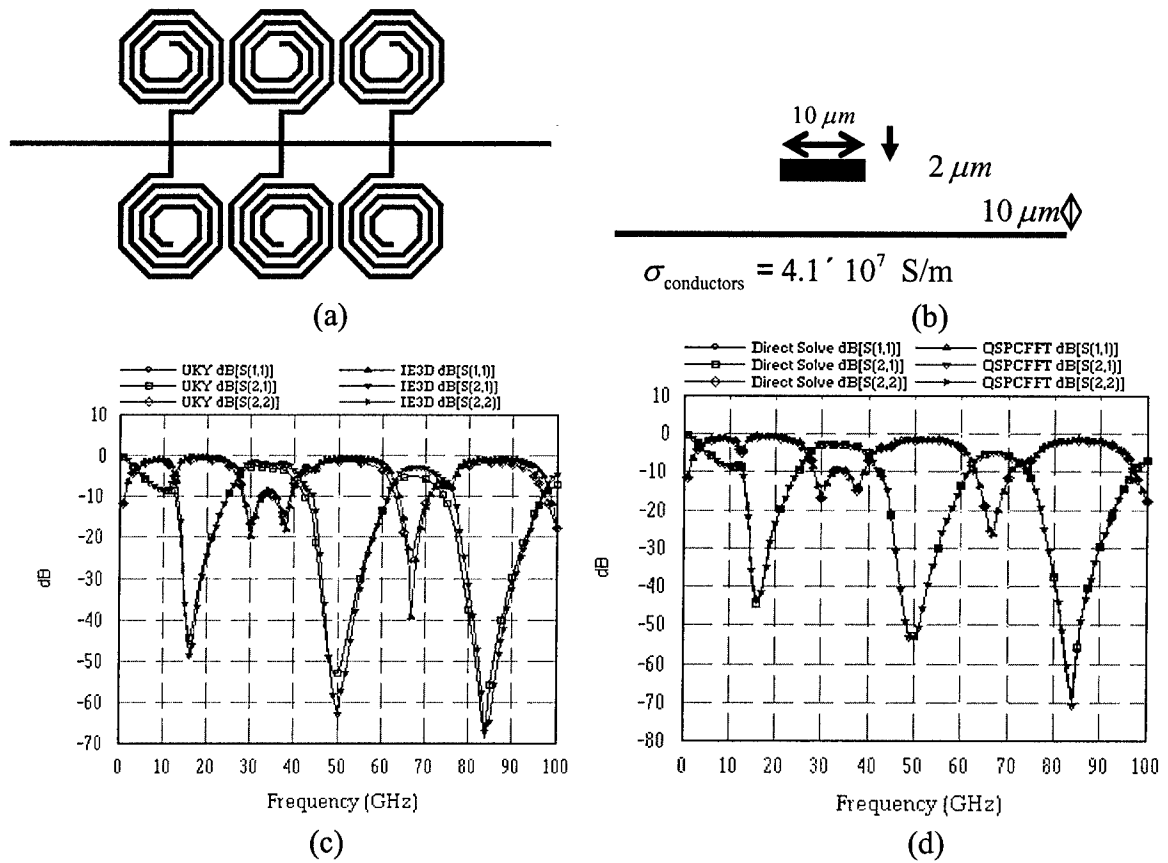 10 μm
2 μm
10 μm
σconductors = 4.1´ 10⁷ S/m
(a)
(b)
UKY dB[S(1,1)]
UKY dB[S(2,1)]
UKY dB[S(2,2)]
IE3D dB[S(1,1)]
IE3D dB[S(2,1)]
IE3D dB[S(2,2)]
10
0
-10
-20
-30
-40
-50
-60
-70
dB
0 10 20 30 40 50 60 70 80 90 100
Frequency (GHz)
(c)
Direct Solve dB[S(1,1)]
Direct Solve dB[S(2,1)]
Direct Solve dB[S(2,2)]
QSPCFFT dB[S(1,1)]
QSPCFFT dB[S(2,1)]
QSPCFFT dB[S(2,2)]
10
0
-10
-20
-30
-40
-50
-60
-70
-80
dB
0 10 20 30 40 50 60 70 80 90 100
Frequency (GHz)
(d)